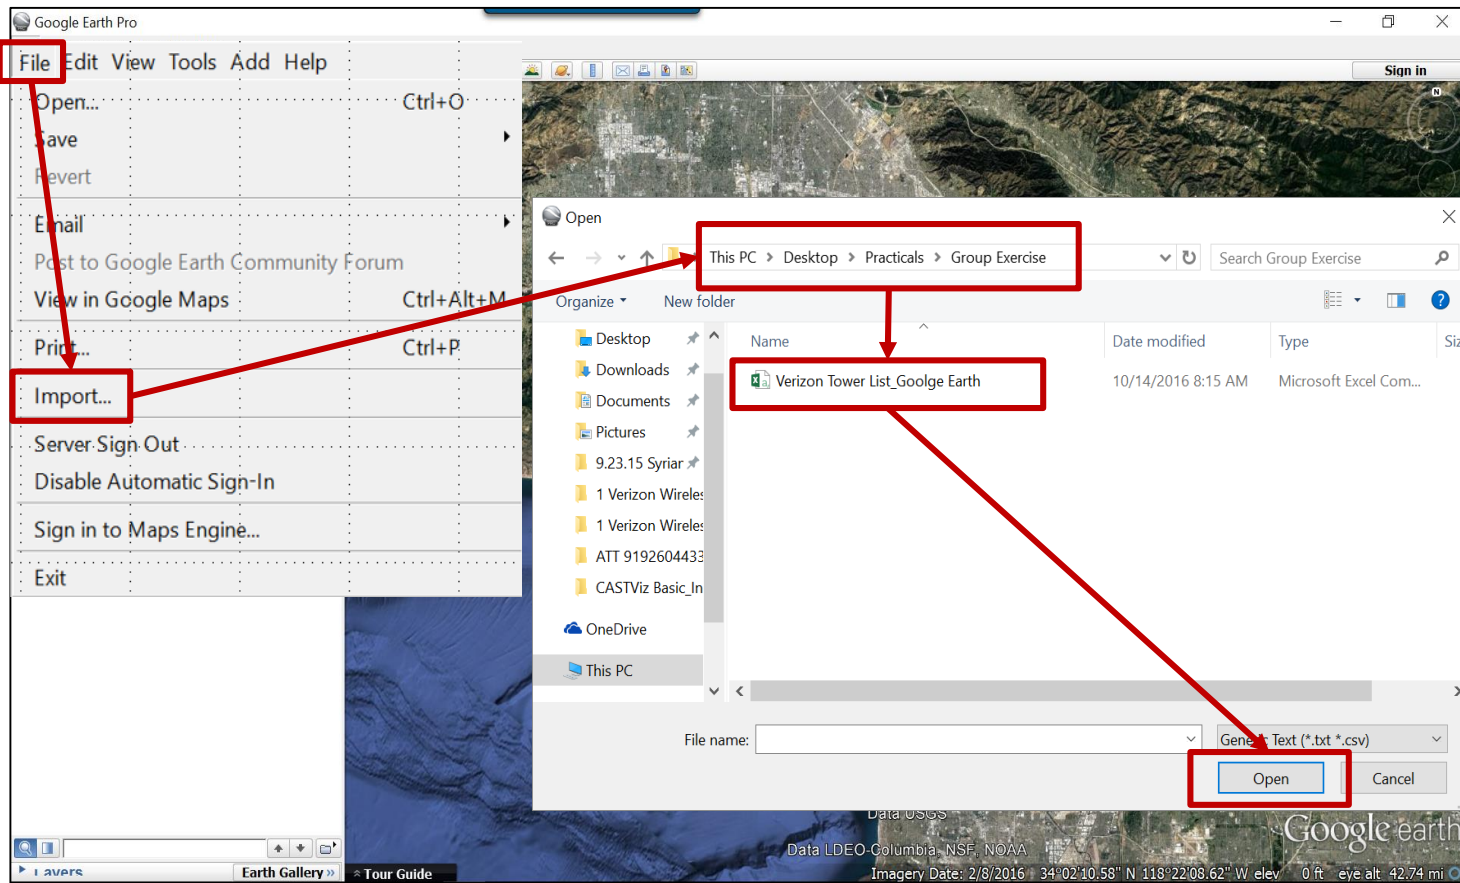 Google Earth Pro
File Edit View Tools Add Help
Open... Ctrl+O
Save
Revert
Email
Post to Google Earth Community Forum
View in Google Maps Ctrl+Alt+M
Print... Ctrl+P
Import...
Server Sign Out
Disable Automatic Sign-In
Sign in to Maps Engine...
Exit
Sign in
N
Open
This PC > Desktop > Practicals > Group Exercise
Search Group Exercise
Organize
New folder
Name Date modified Type Siz
Desktop
Downloads
Documents
Pictures
9.23.15 Syrian
1 Verizon Wireles
1 Verizon Wireles
ATT 9192604433
CASTViz Basic_In
OneDrive
This PC
Verizon Tower List_Goolge Earth 10/14/2016 8:15 AM Microsoft Excel Com...
File name:
Generic Text (*.txt *.csv)
Open Cancel
Data USGS
Data LDEO-Columbia, NSF, NOAA
Google earth
Layers
Earth Gallery »
Tour Guide
Imagery Date: 2/8/2016 34°02'10.58" N 118°22'08.62" W elev 0 ft eye alt 42.74 mi